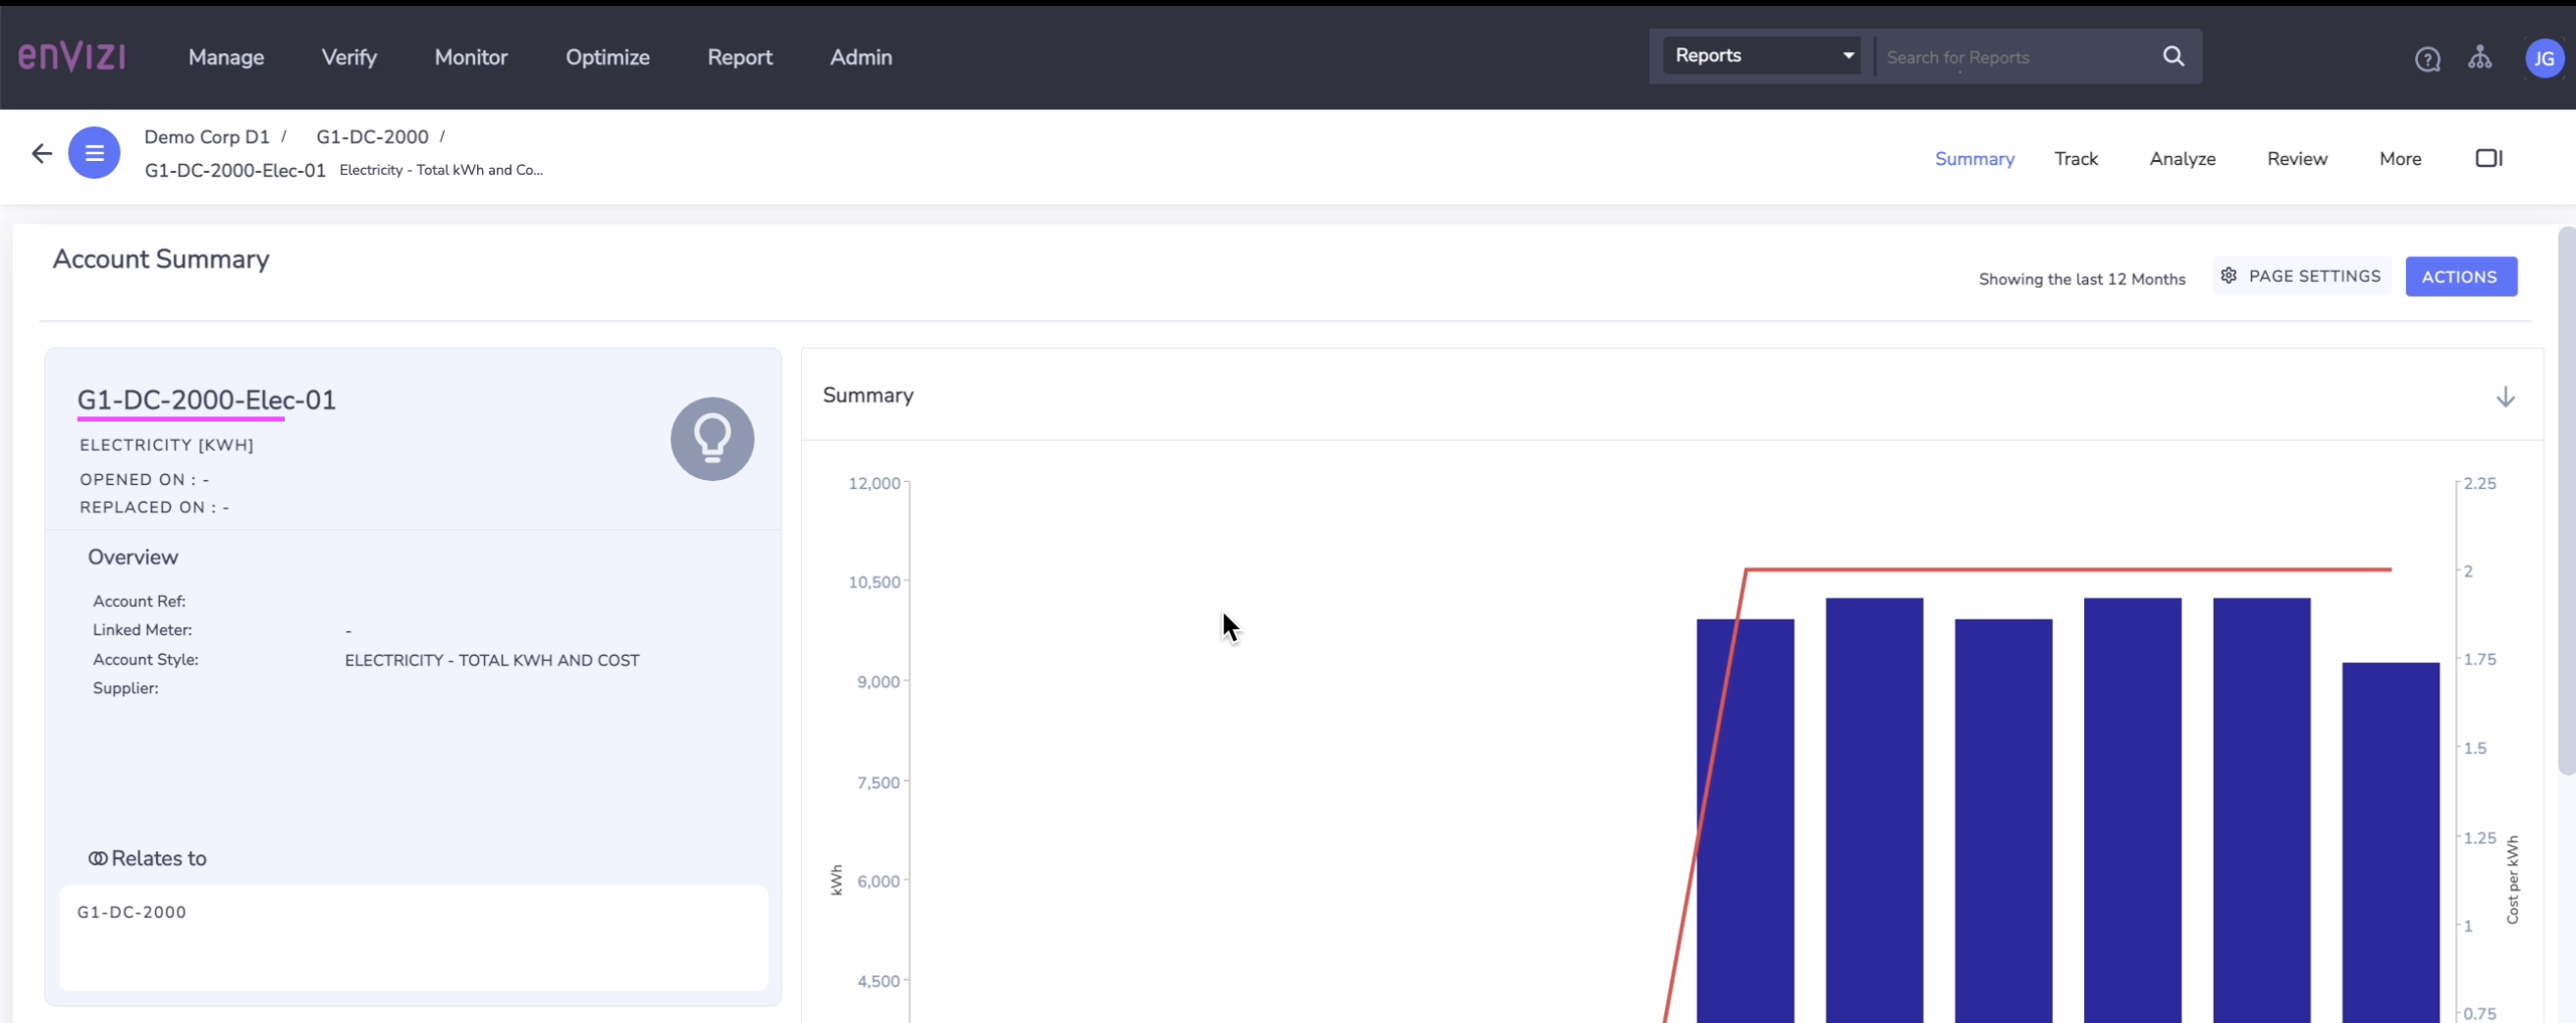 enVIZI
Manage Verify Monitor Optimize Report Admin
Reports Search for Reports JG
Demo Corp D1 / G1-DC-2000 /
G1-DC-2000-Elec-01 Electricity - Total kWh and Co...
Summary Track Analyze Review More
Account Summary
Showing the last 12 Months PAGE SETTINGS ACTIONS
G1-DC-2000-Elec-01
ELECTRICITY [KWH]
OPENED ON : -
REPLACED ON : -
Overview
Account Ref:
Linked Meter: -
Account Style: ELECTRICITY - TOTAL KWH AND COST
Supplier:
Relates to
G1-DC-2000
Summary
12,000
10,500
9,000
7,500
6,000
4,500
kWh
2.25
2
1.75
1.5
1.25
1
0.75
Cost per kWh